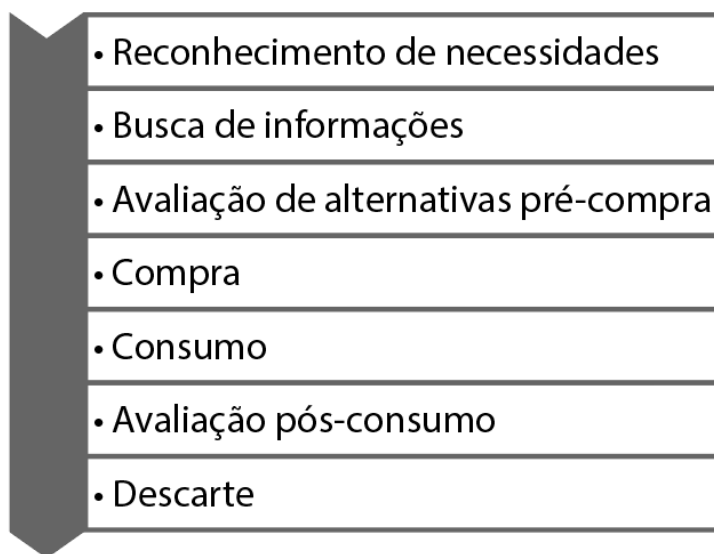 • Reconhecimento de necessidades
• Busca de informações
• Avaliação de alternativas pré-compra
• Compra
• Consumo
• Avaliação pós-consumo
• Descarte